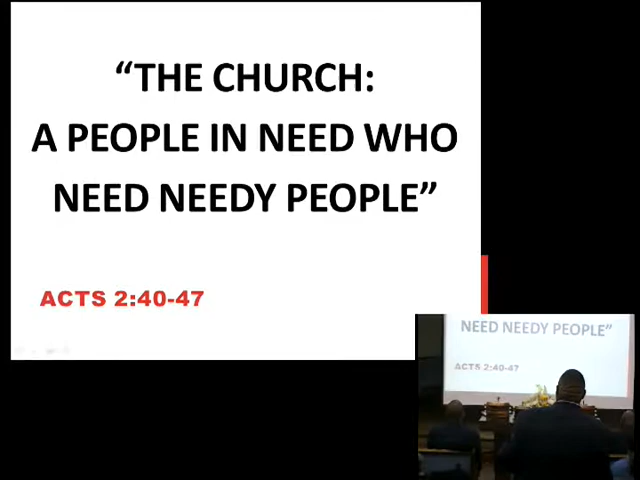 “THE CHURCH:
A PEOPLE IN NEED WHO
NEED NEEDY PEOPLE”
ACTS 2:40-47
NEED NEEDY PEOPLE”
ACTS 2:40-47